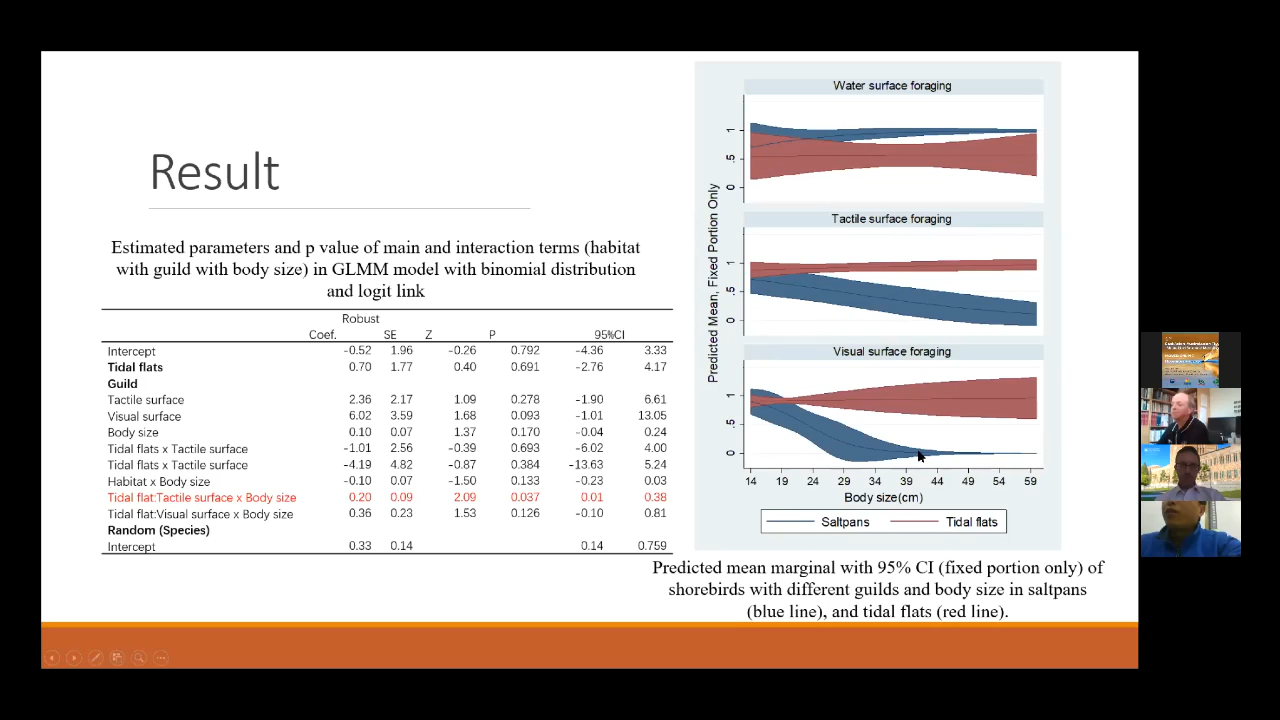 Result
Estimated parameters and p value of main and interaction terms (habitat
with guild with body size) in GLMM model with binomial distribution
and logit link
Robust
Coef. SE Z P 95%CI
Intercept −0.52 1.96 −0.26 0.792 −4.36 3.33
Tidal flats 0.70 1.77 0.40 0.691 −2.76 4.17
Guild
Tactile surface 2.36 2.17 1.09 0.278 −1.90 6.61
Visual surface 6.02 3.59 1.68 0.093 −1.01 13.05
Body size 0.10 0.07 1.37 0.170 −0.04 0.24
Tidal flats x Tactile surface −1.01 2.56 −0.39 0.693 −6.02 4.00
Tidal flats x Tactile surface −4.19 4.82 −0.87 0.384 −13.63 5.24
Habitat x Body size −0.10 0.07 −1.50 0.133 −0.23 0.03
Tidal flat:Tactile surface x Body size 0.20 0.09 2.09 0.037 0.01 0.38
Tidal flat:Visual surface x Body size 0.36 0.23 1.53 0.126 −0.10 0.81
Random (Species)
Intercept 0.33 0.14 0.14 0.759
Predicted Mean, Fixed Portion Only
Water surface foraging
1
.5
0
Tactile surface foraging
1
.5
0
Visual surface foraging
1
.5
0
14 19 24 29 34 39 44 49 54 59
Body size(cm)
Saltpans Tidal flats
Predicted mean marginal with 95% CI (fixed portion only) of
shorebirds with different guilds and body size in saltpans
(blue line), and tidal flats (red line).